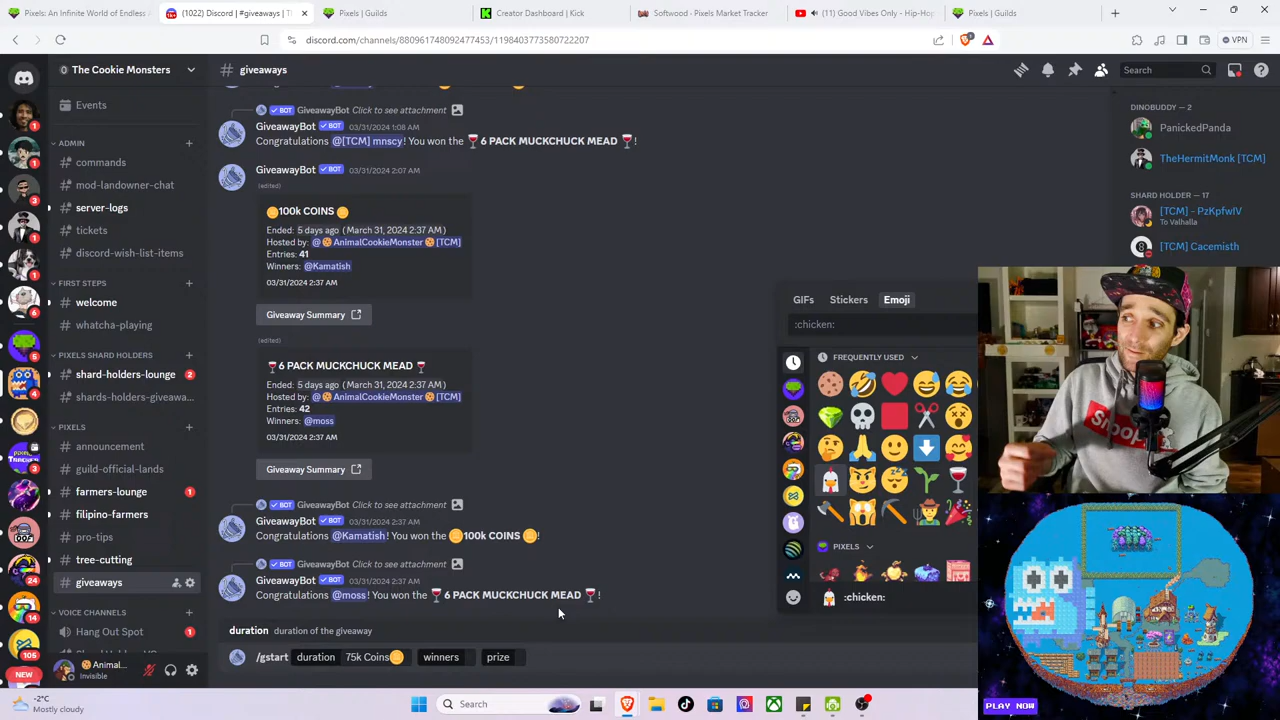 Pixels: An Infinite World of Endless
(1022) Discord | #giveaways | T
Pixels | Guilds
Creator Dashboard | Kick
Softwood - Pixels Market Tracker
(11) Good Vibes Only - Hip-Hop
Pixels | Guilds
discord.com/channels/880961748092477453/1198403773580722207
VPN
The Cookie Monsters
giveaways
Search
Events
ADMIN
commands
mod-landowner-chat
server-logs
tickets
discord-wish-list-items
FIRST STEPS
welcome
whatcha-playing
PIXELS SHARD HOLDERS
shard-holders-lounge 2
shards-holders-giveawa...
PIXELS
announcement
guild-official-lands
farmers-lounge 1
filipino-farmers
pro-tips
tree-cutting
giveaways
VOICE CHANNELS
Hang Out Spot 1
NEW
Animal...
Invisible
BOT GiveawayBot Click to see attachment
GiveawayBot BOT 03/31/2024 1:08 AM
Congratulations @[TCM] mnscy! You won the 🍷6 PACK MUCKCHUCK MEAD 🍷!
GiveawayBot BOT 03/31/2024 2:07 AM
(edited)
🪙100k COINS 🪙
Ended: 5 days ago (March 31, 2024 2:37 AM)
Hosted by: @🍪AnimalCookieMonster🍪[TCM]
Entries: 41
Winners: @Kamatish
03/31/2024 2:37 AM
Giveaway Summary
(edited)
🍷6 PACK MUCKCHUCK MEAD 🍷
Ended: 5 days ago (March 31, 2024 2:37 AM)
Hosted by: @🍪AnimalCookieMonster🍪[TCM]
Entries: 42
Winners: @moss
03/31/2024 2:37 AM
Giveaway Summary
BOT GiveawayBot Click to see attachment
GiveawayBot BOT 03/31/2024 2:37 AM
Congratulations @Kamatish! You won the 🪙100k COINS 🪙!
BOT GiveawayBot Click to see attachment
GiveawayBot BOT 03/31/2024 2:37 AM
Congratulations @moss! You won the 🍷6 PACK MUCKCHUCK MEAD 🍷!
duration duration of the giveaway
/gstart duration 75k Coins🪙 winners prize
GIFs Stickers Emoji
:chicken:
FREQUENTLY USED
PIXELS
:chicken:
DINOBUDDY — 2
PanickedPanda
TheHermitMonk [TCM]
SHARD HOLDER — 17
[TCM] - PzKpfwIV
To Valhalla
[TCM] Cacemisth
PLAY NOW
-2°C
Mostly cloudy
Search